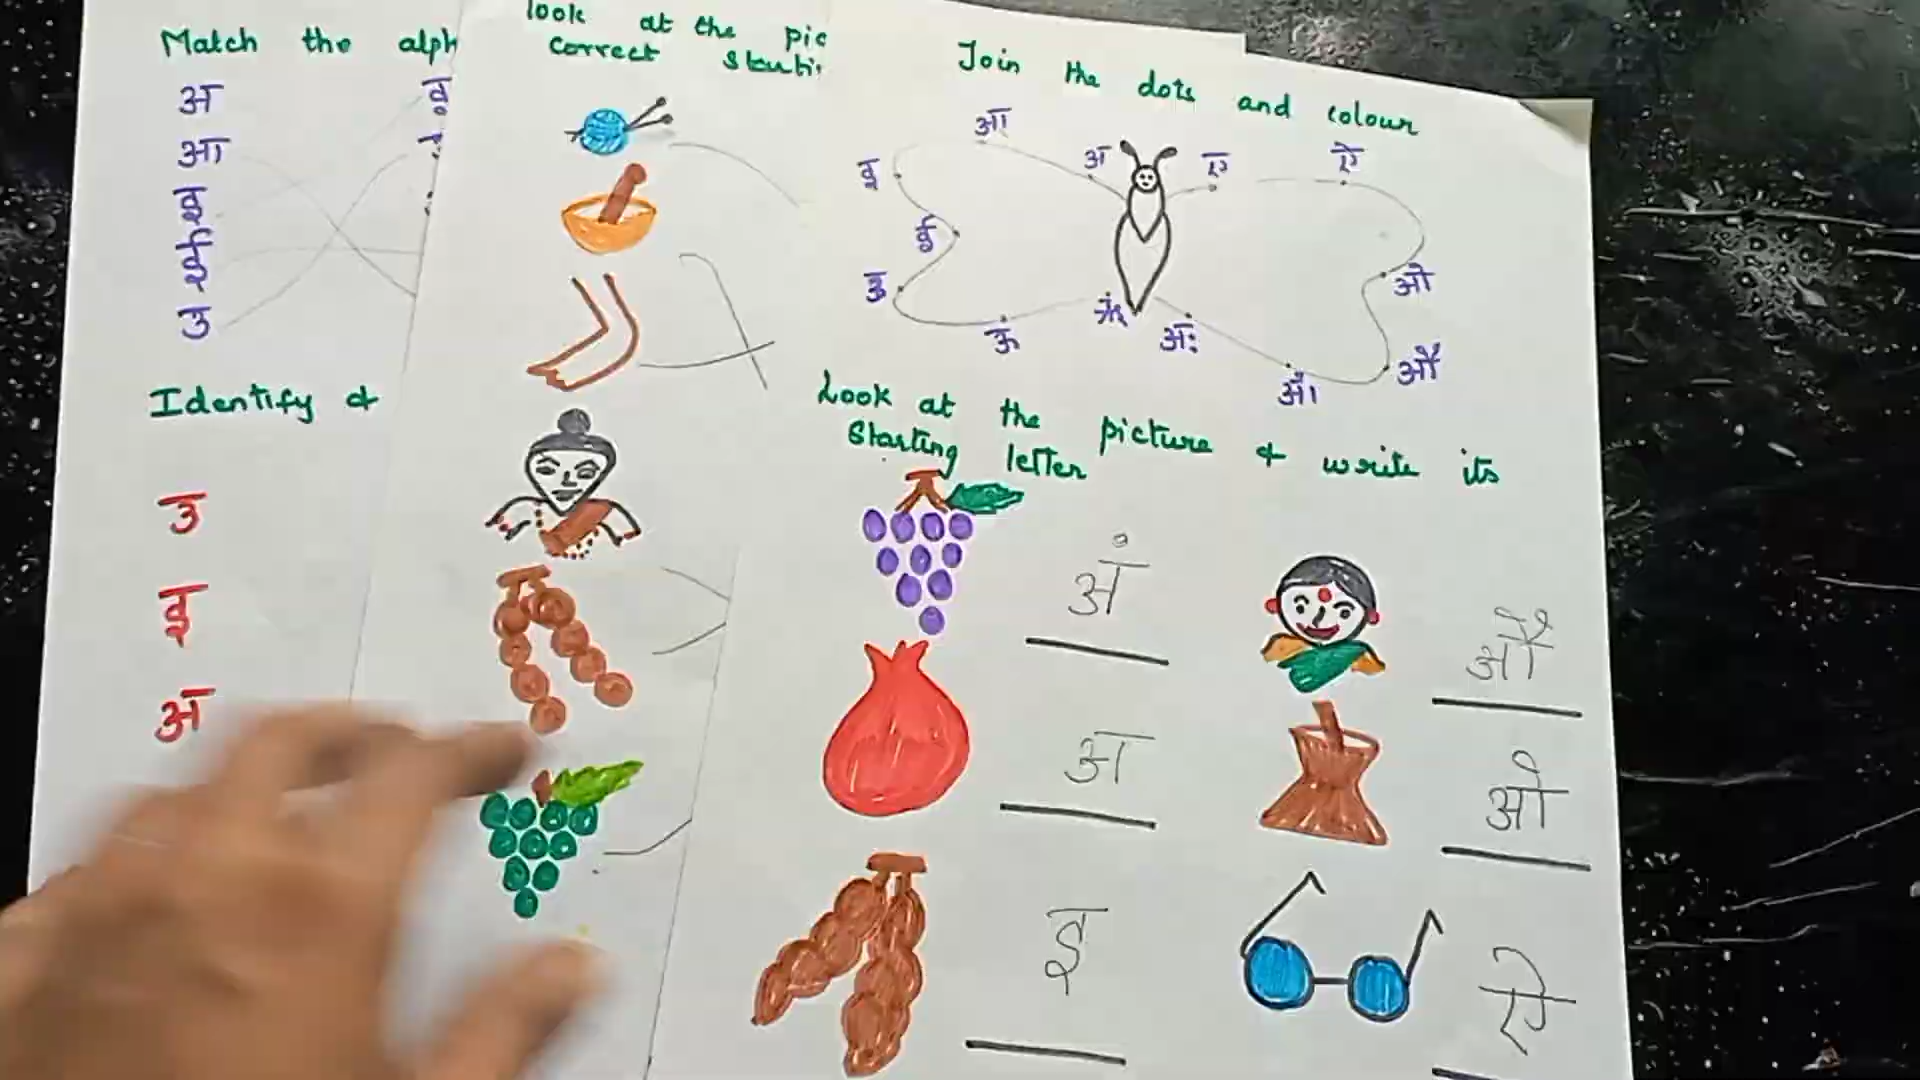 Match the alph
अ
आ
इ
ई
उ
Identify &
उ
इ
अ
look at the pic
correct starti
Join the dots and colour
आ
अ
ए
ऐ
इ
ई
ओ
उ
ऊ
ऋ
अः
अं
औ
Look at the picture & write its
starting letter
अं
औ
अ
ओ
इ
ऐ